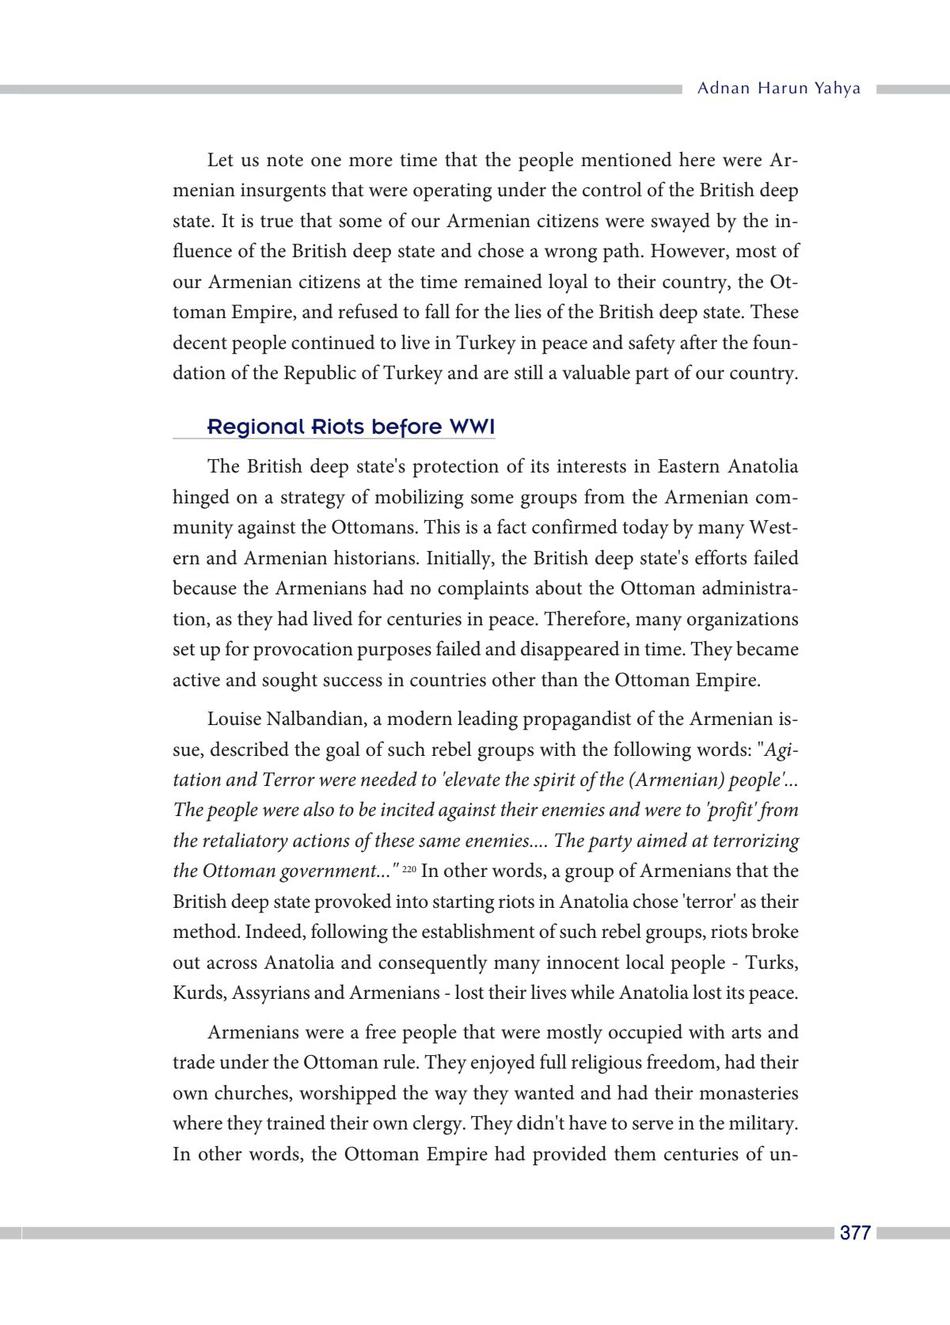 Adnan Harun Yahya
Let us note one more time that the people mentioned here were Ar-
menian insurgents that were operating under the control of the British deep
state. It is true that some of our Armenian citizens were swayed by the in-
fluence of the British deep state and chose a wrong path. However, most of
our Armenian citizens at the time remained loyal to their country, the Ot-
toman Empire, and refused to fall for the lies of the British deep state. These
decent people continued to live in Turkey in peace and safety after the foun-
dation of the Republic of Turkey and are still a valuable part of our country.
Regional Riots before WWI
The British deep state's protection of its interests in Eastern Anatolia
hinged on a strategy of mobilizing some groups from the Armenian com-
munity against the Ottomans. This is a fact confirmed today by many West-
ern and Armenian historians. Initially, the British deep state's efforts failed
because the Armenians had no complaints about the Ottoman administra-
tion, as they had lived for centuries in peace. Therefore, many organizations
set up for provocation purposes failed and disappeared in time. They became
active and sought success in countries other than the Ottoman Empire.
Louise Nalbandian, a modern leading propagandist of the Armenian is-
sue, described the goal of such rebel groups with the following words: "Agi-
tation and Terror were needed to 'elevate the spirit of the (Armenian) people'...
The people were also to be incited against their enemies and were to 'profit' from
the retaliatory actions of these same enemies.... The party aimed at terrorizing
the Ottoman government..." 220 In other words, a group of Armenians that the
British deep state provoked into starting riots in Anatolia chose 'terror' as their
method. Indeed, following the establishment of such rebel groups, riots broke
out across Anatolia and consequently many innocent local people - Turks,
Kurds, Assyrians and Armenians - lost their lives while Anatolia lost its peace.
Armenians were a free people that were mostly occupied with arts and
trade under the Ottoman rule. They enjoyed full religious freedom, had their
own churches, worshipped the way they wanted and had their monasteries
where they trained their own clergy. They didn't have to serve in the military.
In other words, the Ottoman Empire had provided them centuries of un-
377